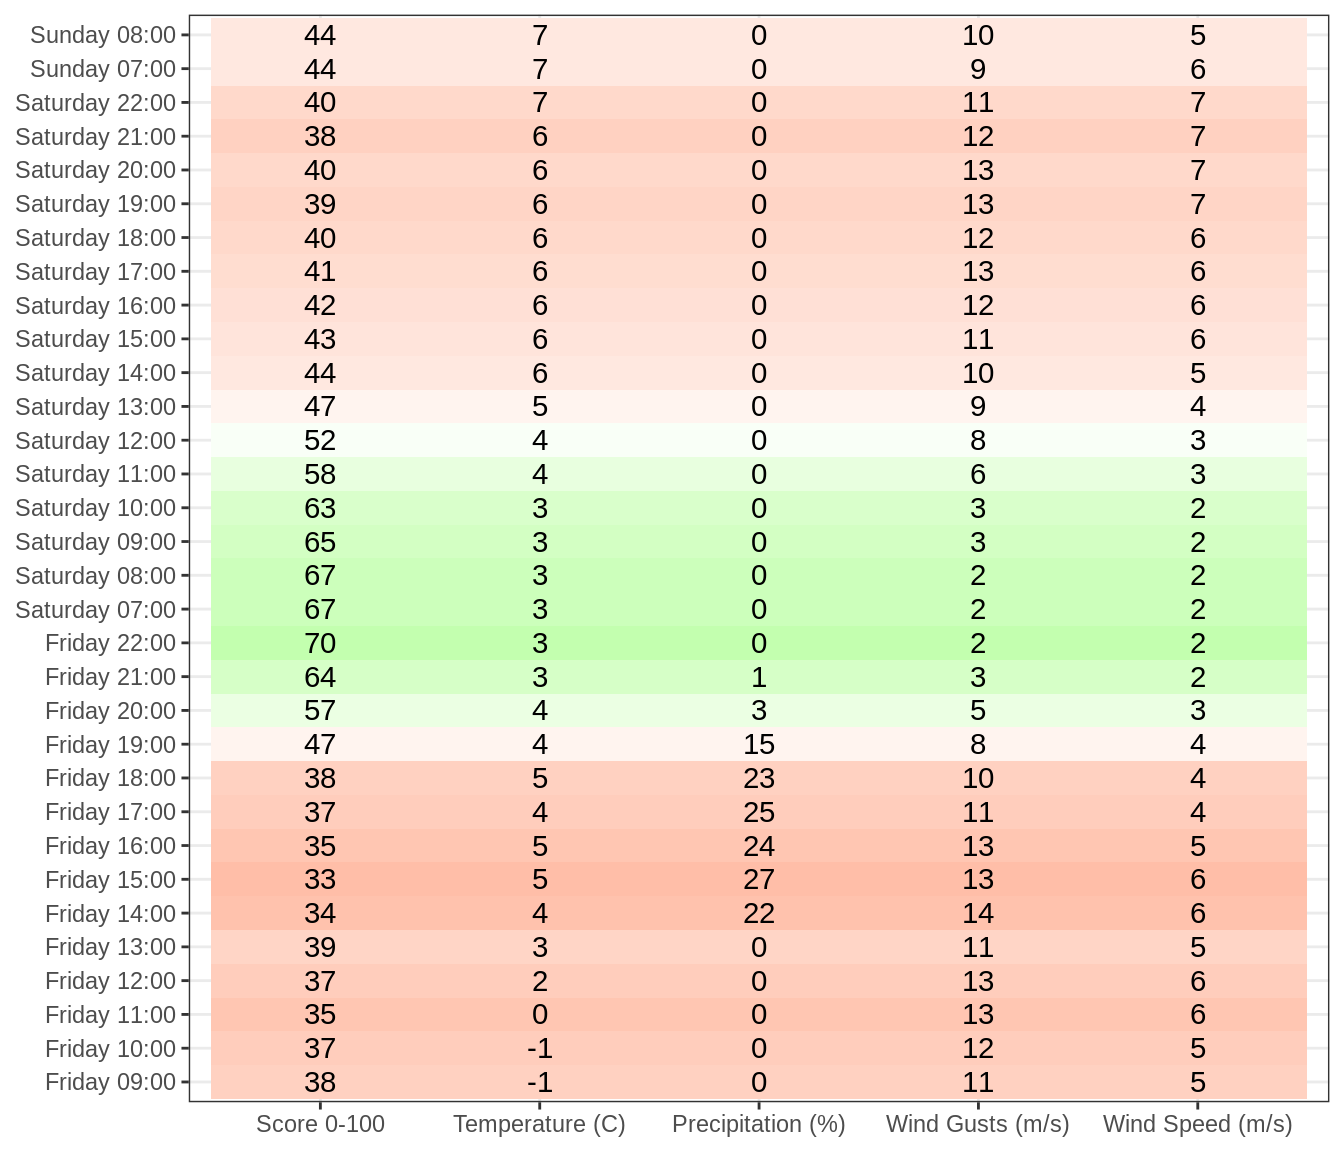 Sunday 08:00 44 7 0 10 5
Sunday 07:00 44 7 0 9 6
Saturday 22:00 40 7 0 11 7
Saturday 21:00 38 6 0 12 7
Saturday 20:00 40 6 0 13 7
Saturday 19:00 39 6 0 13 7
Saturday 18:00 40 6 0 12 6
Saturday 17:00 41 6 0 13 6
Saturday 16:00 42 6 0 12 6
Saturday 15:00 43 6 0 11 6
Saturday 14:00 44 6 0 10 5
Saturday 13:00 47 5 0 9 4
Saturday 12:00 52 4 0 8 3
Saturday 11:00 58 4 0 6 3
Saturday 10:00 63 3 0 3 2
Saturday 09:00 65 3 0 3 2
Saturday 08:00 67 3 0 2 2
Saturday 07:00 67 3 0 2 2
Friday 22:00 70 3 0 2 2
Friday 21:00 64 3 1 3 2
Friday 20:00 57 4 3 5 3
Friday 19:00 47 4 15 8 4
Friday 18:00 38 5 23 10 4
Friday 17:00 37 4 25 11 4
Friday 16:00 35 5 24 13 5
Friday 15:00 33 5 27 13 6
Friday 14:00 34 4 22 14 6
Friday 13:00 39 3 0 11 5
Friday 12:00 37 2 0 13 6
Friday 11:00 35 0 0 13 6
Friday 10:00 37 -1 0 12 5
Friday 09:00 38 -1 0 11 5
Score 0-100 Temperature (C) Precipitation (%) Wind Gusts (m/s) Wind Speed (m/s)